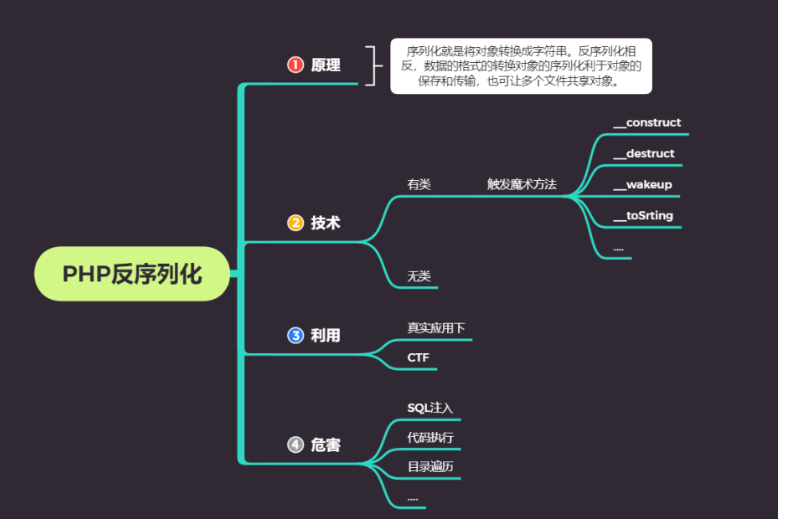 PHP反序列化
1 原理
序列化就是将对象转换成字符串。反序列化相
反，数据的格式的转换对象的序列化利于对象的
保存和传输，也可让多个文件共享对象。
2 技术
有类
触发魔术方法
__construct
__destruct
__wakeup
__toSrting
....
无类
3 利用
真实应用下
CTF
4 危害
SQL注入
代码执行
目录遍历
....